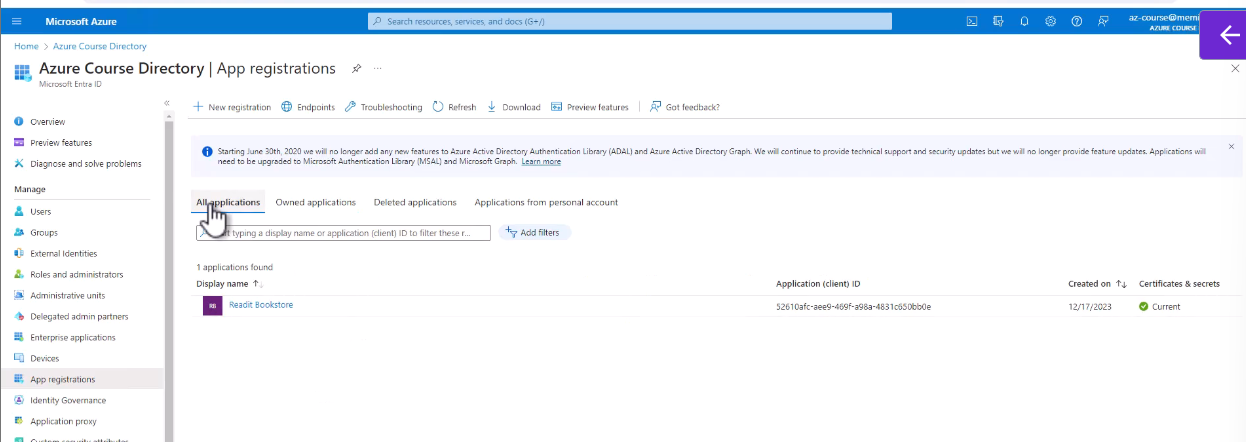 Microsoft Azure
Search resources, services, and docs (G+/)
az-course@memi
AZURE COURSE
Home > Azure Course Directory
Azure Course Directory | App registrations
Microsoft Entra ID
Overview
Preview features
Diagnose and solve problems
Manage
Users
Groups
External Identities
Roles and administrators
Administrative units
Delegated admin partners
Enterprise applications
Devices
App registrations
Identity Governance
Application proxy
Custom security attributes
New registration Endpoints Troubleshooting Refresh Download Preview features Got feedback?
Starting June 30th, 2020 we will no longer add any new features to Azure Active Directory Authentication Library (ADAL) and Azure Active Directory Graph. We will continue to provide technical support and security updates but we will no longer provide feature updates. Applications will
need to be upgraded to Microsoft Authentication Library (MSAL) and Microsoft Graph. Learn more
All applications Owned applications Deleted applications Applications from personal account
typing a display name or application (client) ID to filter these r... Add filters
1 applications found
Display name Application (client) ID Created on Certificates & secrets
RB Readit Bookstore 52610afc-aee9-469f-a98a-4831c650bb0e 12/17/2023 Current